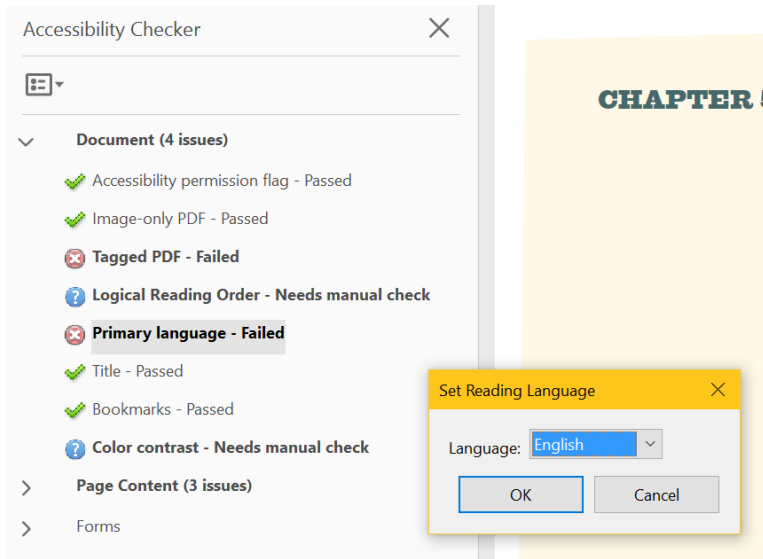 Accessibility Checker
Document (4 issues)
Accessibility permission flag - Passed
Image-only PDF - Passed
Tagged PDF - Failed
Logical Reading Order - Needs manual check
Primary language - Failed
Title - Passed
Bookmarks - Passed
Color contrast - Needs manual check
Page Content (3 issues)
Forms
CHAPTER 5
Set Reading Language
Language: English
OK Cancel